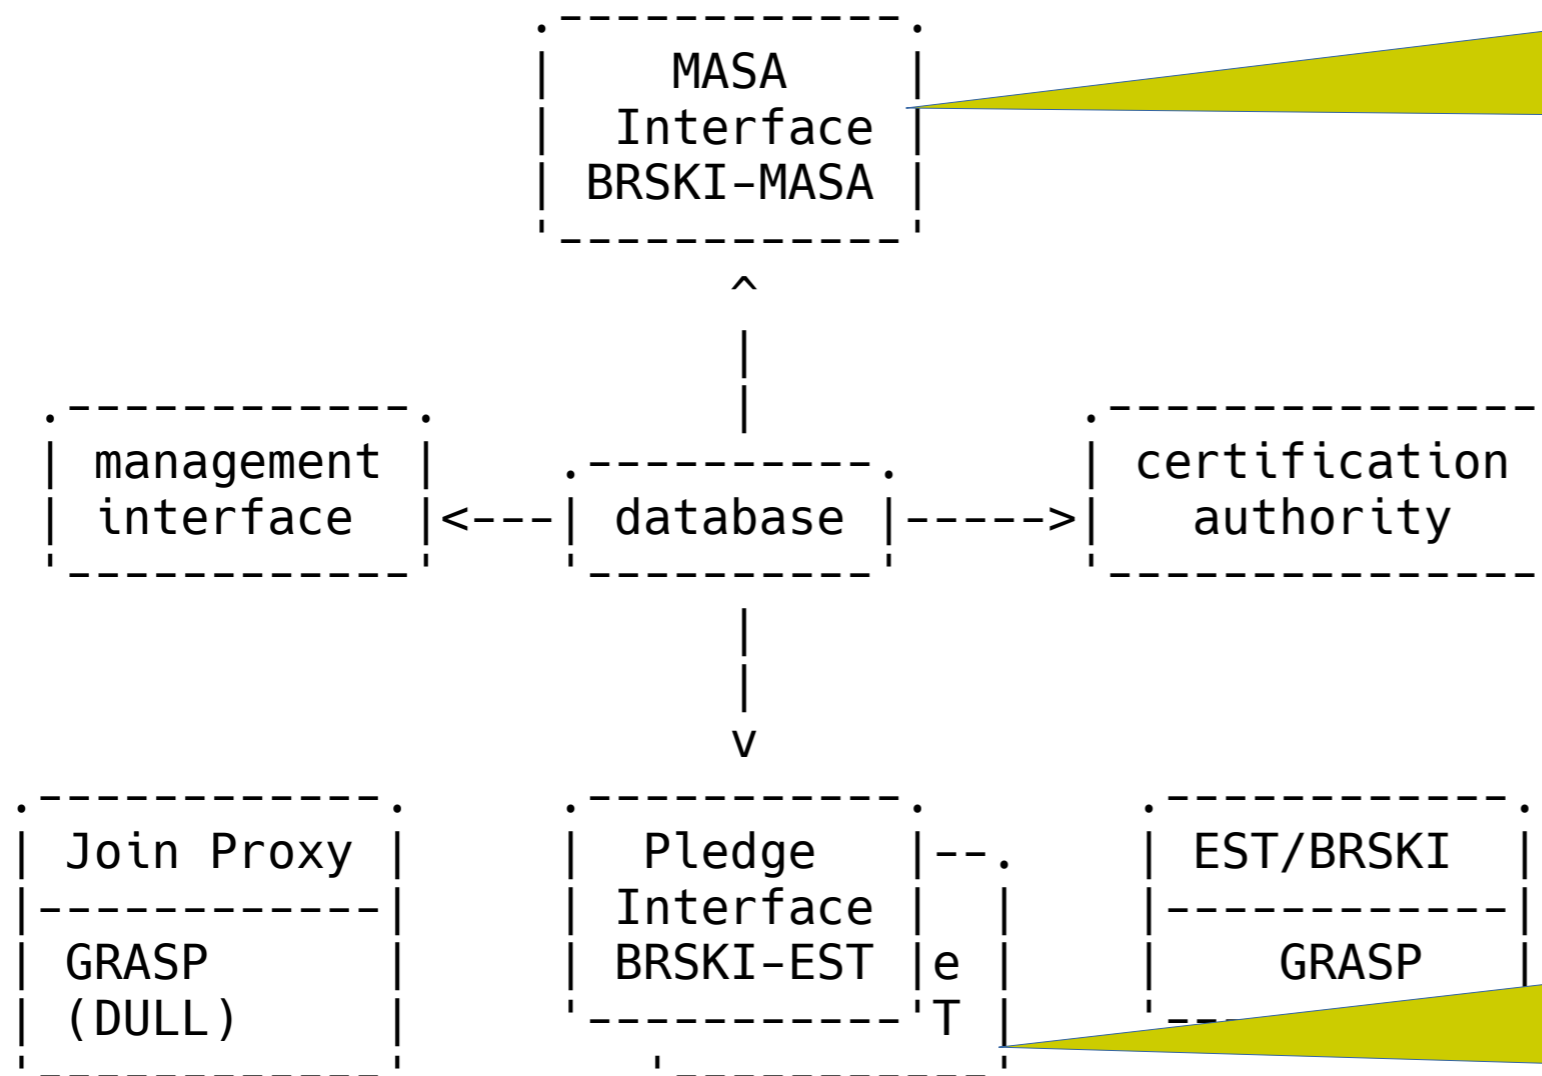 MASA
Interface
BRSKI-MASA
management
interface
database
certification
authority
Join Proxy
GRASP
(DULL)
Pledge
Interface
BRSKI-EST
e
T
EST/BRSKI
GRASP